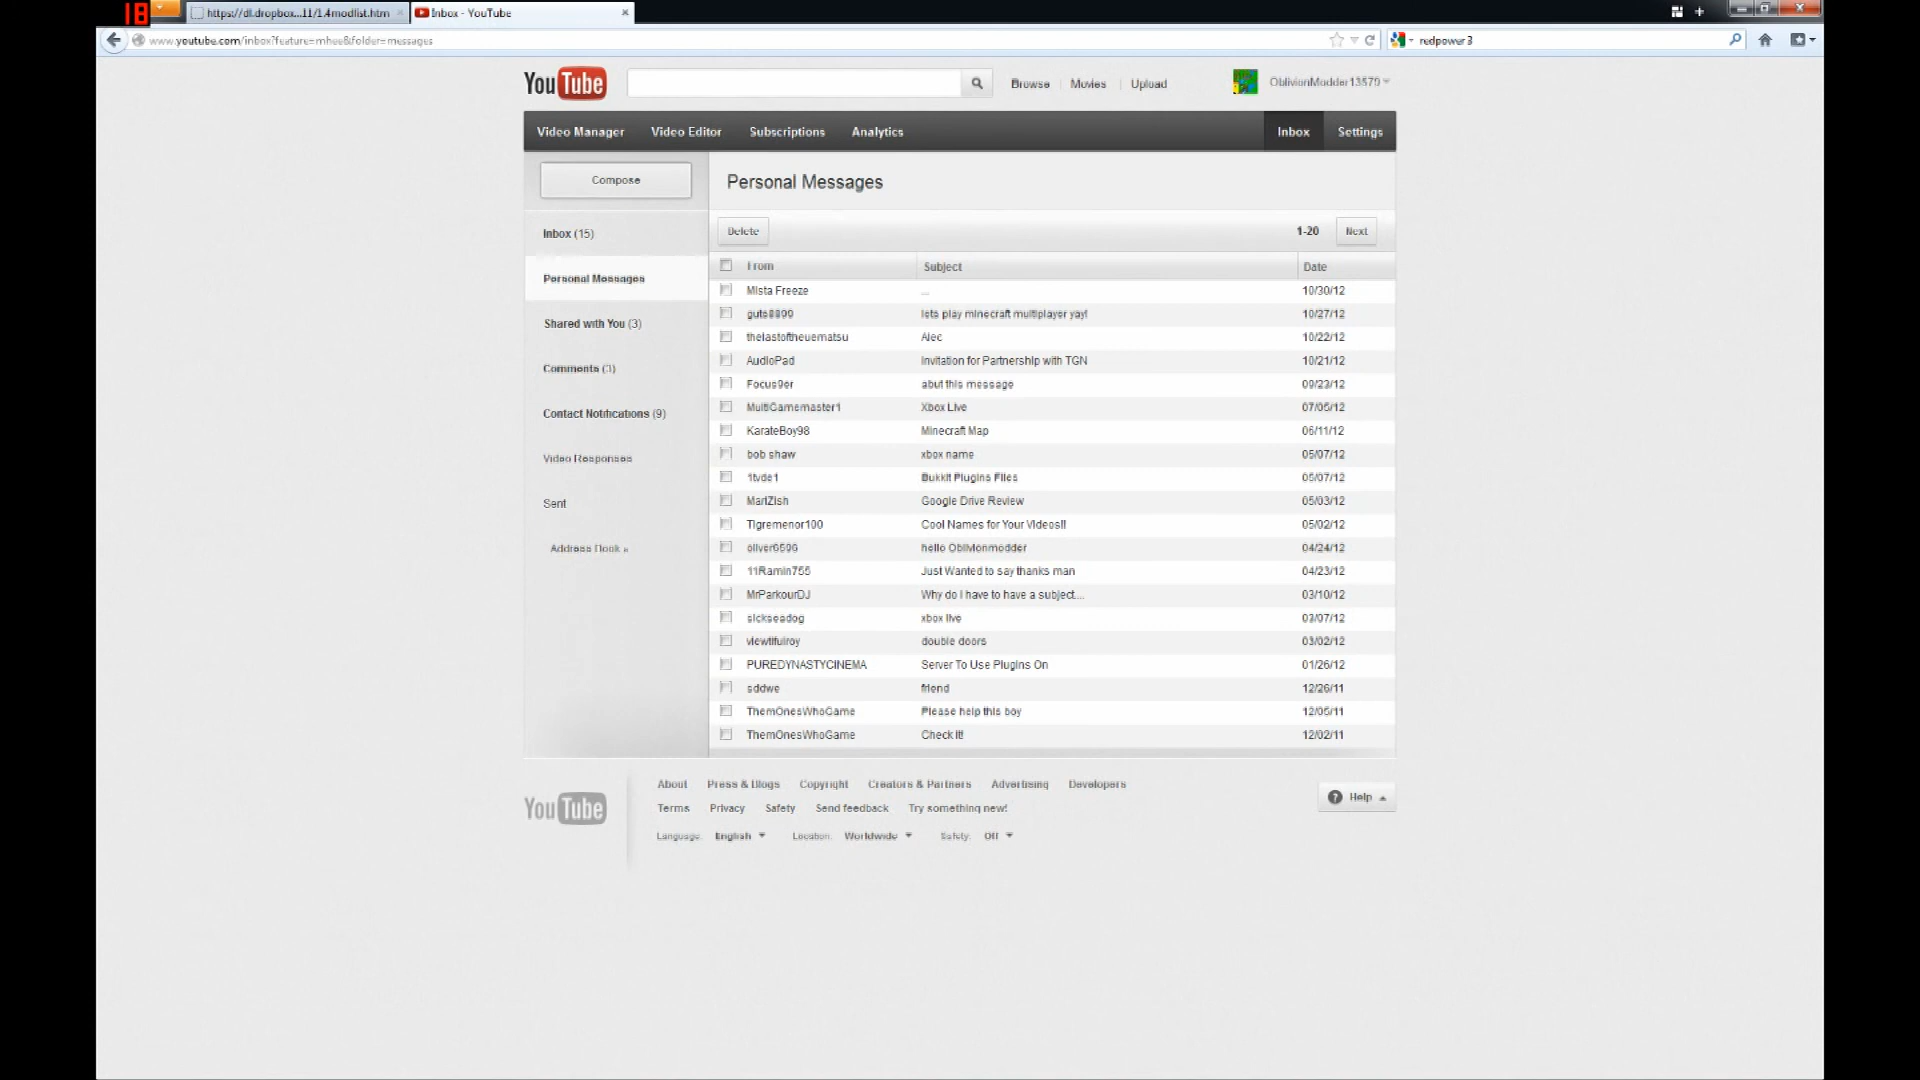 18
https://dl.dropbox...11/1.4modlist.htm
Inbox - YouTube
www.youtube.com/inbox?feature=mhee&folder=messages
redpower3
YouTube
Browse Movies Upload
OblivionModder13579
Video Manager Video Editor Subscriptions Analytics
Inbox Settings
Compose
Inbox (15)
Personal Messages
Shared with You (3)
Comments (3)
Contact Notifications (9)
Video Responses
Sent
Address Book »
Personal Messages
Delete 1-20 Next
From Subject Date
Mista Freeze ... 10/30/12
guts8899 lets play minecraft multiplayer yay! 10/27/12
thelastoftheuematsu Alec 10/22/12
AudioPad Invitation for Partnership with TGN 10/21/12
Focus9er abut this message 09/23/12
MultiGamemaster1 Xbox Live 07/05/12
KarateBoy98 Minecraft Map 06/11/12
bob shaw xbox name 05/07/12
1tvde1 Bukkit Plugins Files 05/07/12
MariZish Google Drive Review 05/03/12
Tigremenor100 Cool Names for Your Videos!! 05/02/12
oliver6596 hello Oblivionmodder 04/24/12
11Ramin755 Just Wanted to say thanks man 04/23/12
MrParkourDJ Why do I have to have a subject... 03/10/12
sickseadog xbox live 03/07/12
viewtifulroy double doors 03/02/12
PUREDYNASTYCINEMA Server To Use Plugins On 01/26/12
sddwe friend 12/26/11
ThemOnesWhoGame Please help this boy 12/05/11
ThemOnesWhoGame Check It! 12/02/11
YouTube
About Press & Blogs Copyright Creators & Partners Advertising Developers
Terms Privacy Safety Send feedback Try something new!
Language: English Location: Worldwide Safety: Off
Help